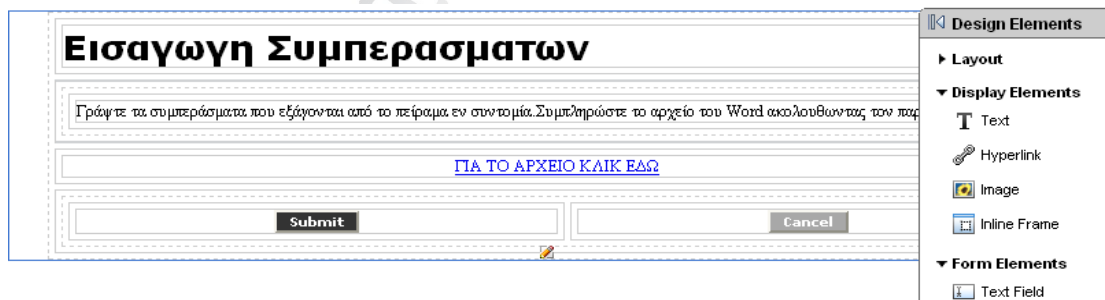 Εισαγωγη Συμπερασματων
Γράψτε τα συμπεράσματα που εξάγονται από το πείραμα εν συντομία.Συμπληρώστε το αρχείο του Word ακολουθωντας τον παρ
ΓΙΑ ΤΟ ΑΡΧΕΙΟ ΚΛΙΚ ΕΔΩ
Submit
Cancel
Design Elements
Layout
Display Elements
Text
Hyperlink
Image
Inline Frame
Form Elements
Text Field